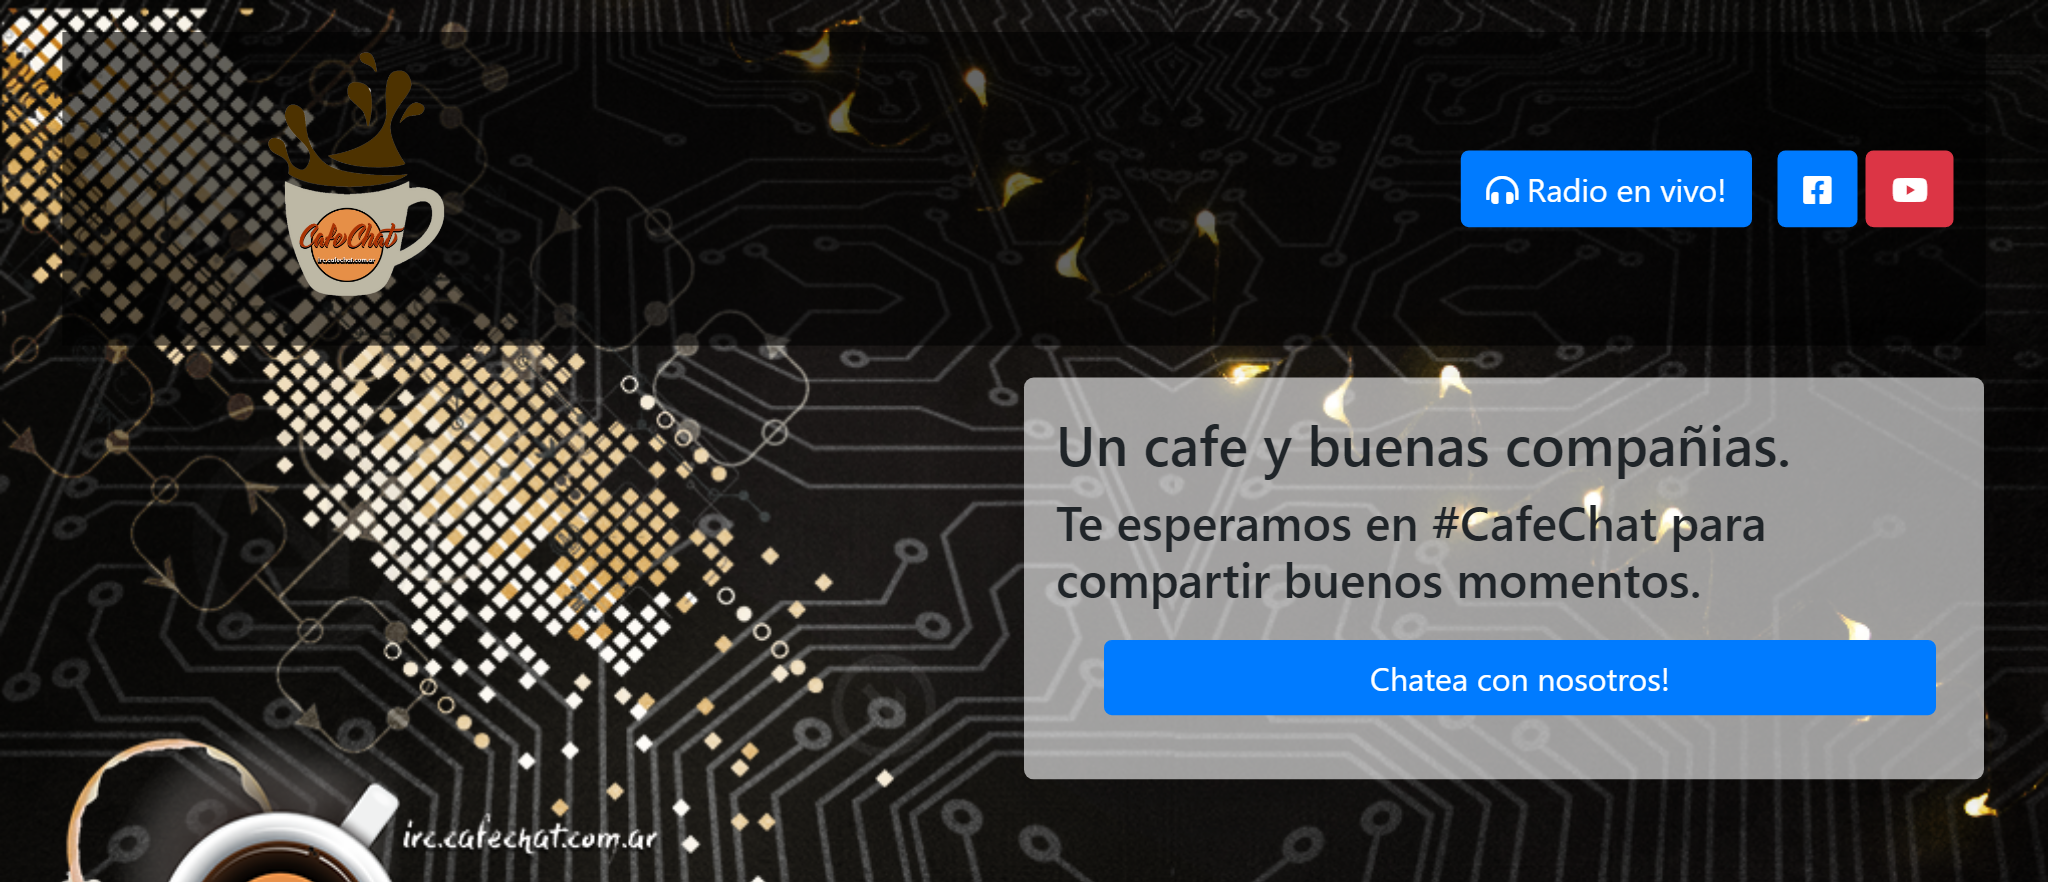 CafeChat
irc.cafechat.com.ar
Radio en vivo!
Un cafe y buenas compañias.
Te esperamos en #CafeChat para
compartir buenos momentos.
Chatea con nosotros!
irc.cafechat.com.ar